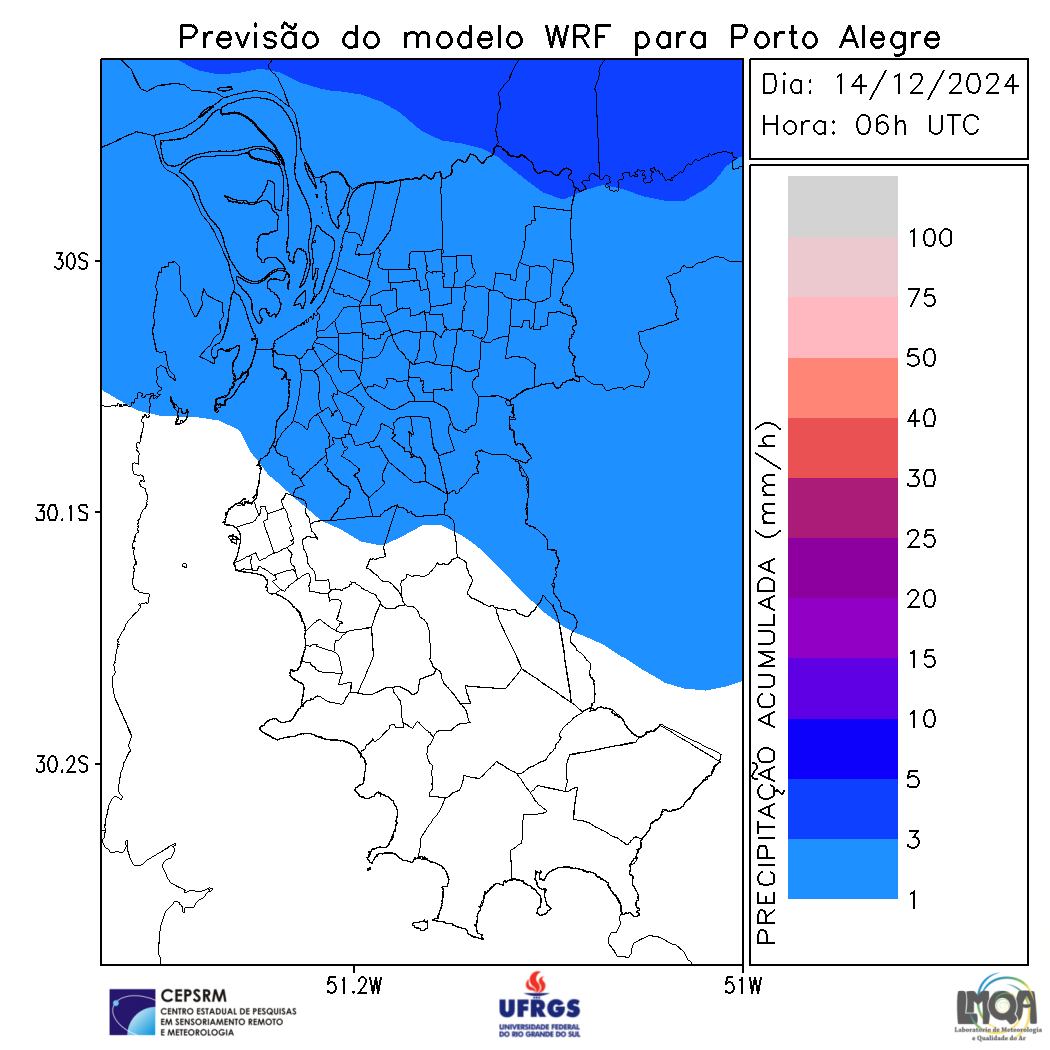 Previsão do modelo WRF para Porto Alegre
Dia: 14/12/2024
Hora: 06h UTC
30S
30.1S
30.2S
51.2W
51W
PRECIPITAÇÃO ACUMULADA (mm/h)
100
75
50
40
30
25
20
15
10
5
3
1
CEPSRM
CENTRO ESTADUAL DE PESQUISAS
EM SENSORIAMENTO REMOTO
E METEOROLOGIA
UFRGS
UNIVERSIDADE FEDERAL
DO RIO GRANDE DO SUL
LMQA
Laboratório de Meteorologia
e Qualidade do Ar